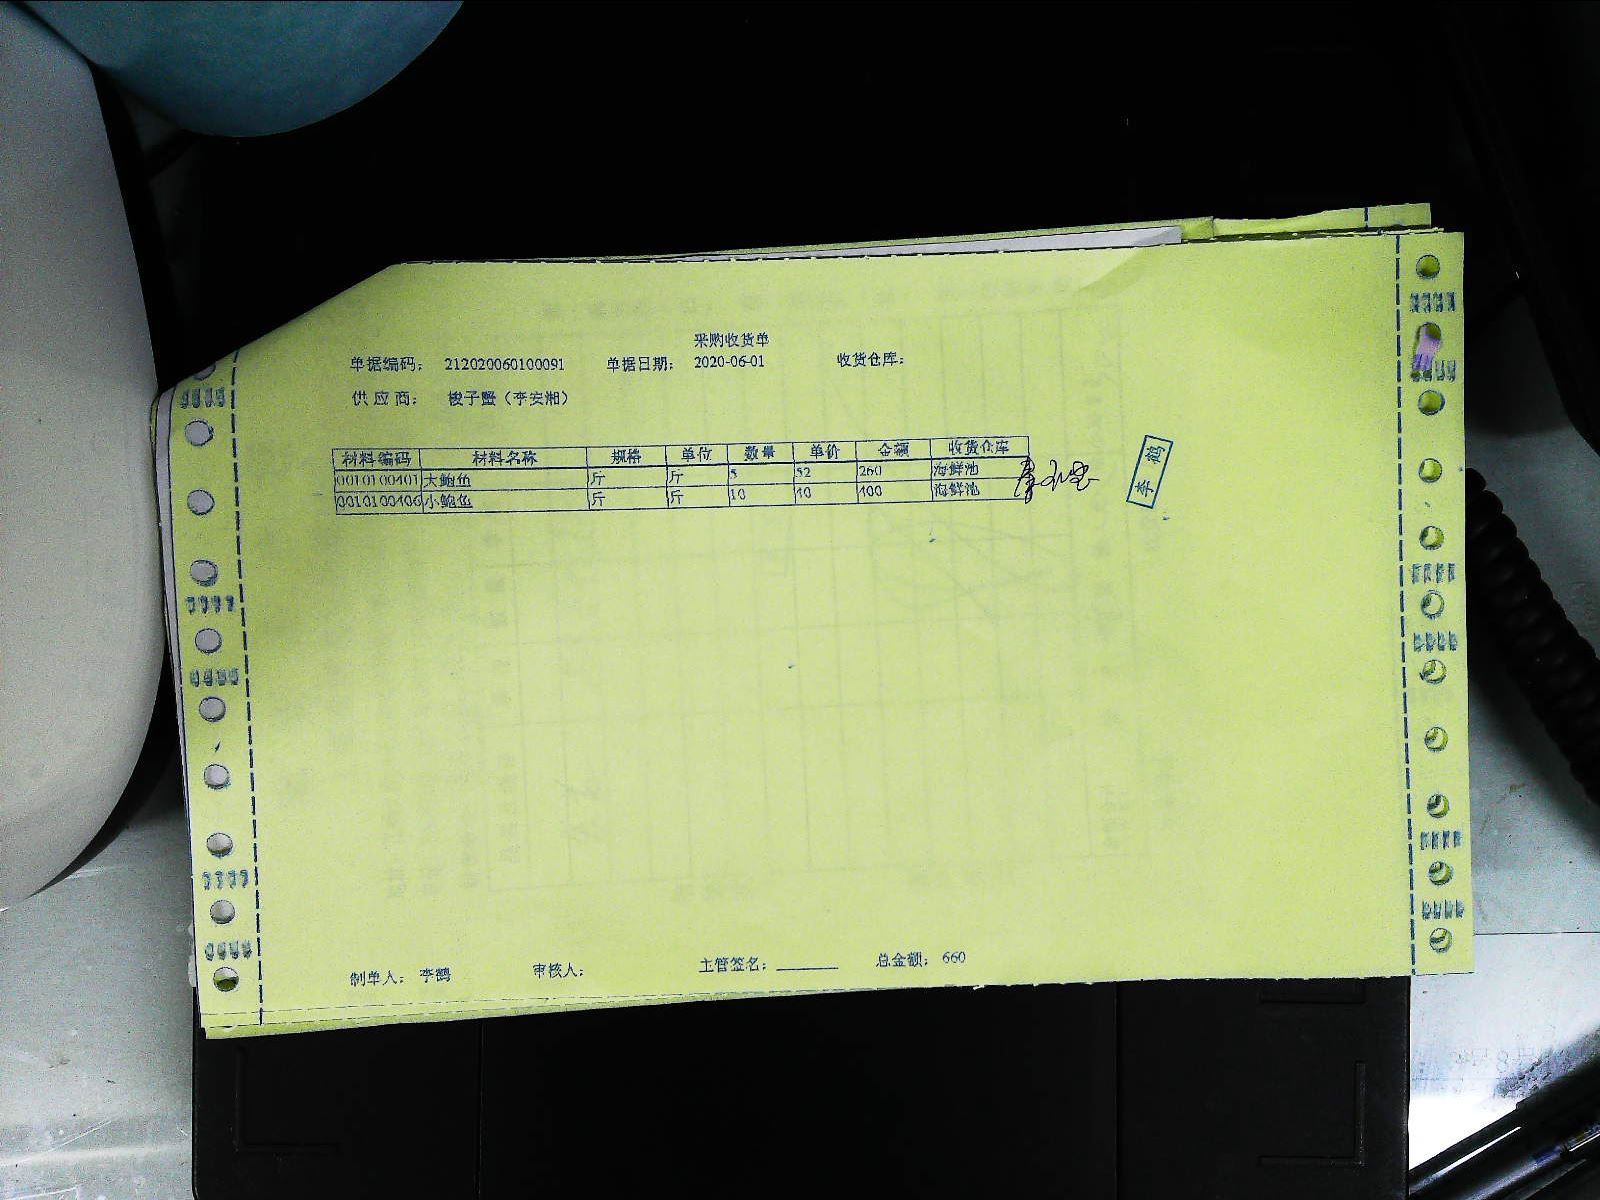 采购收货单
单据编码： 212020060100091 单据日期： 2020-06-01 收货仓库：
供 应 商： 梭子蟹（李安湘）
材料编码 材料名称 规格 单位 数量 单价 金额 收货仓库
0010100401 大鲍鱼 斤 斤 5 52 260 海鲜池
0010100406 小鲍鱼 斤 斤 10 40 400 海鲜池
李鹤
制单人： 李鹤 审核人： 主管签名：_______ 总金额： 660